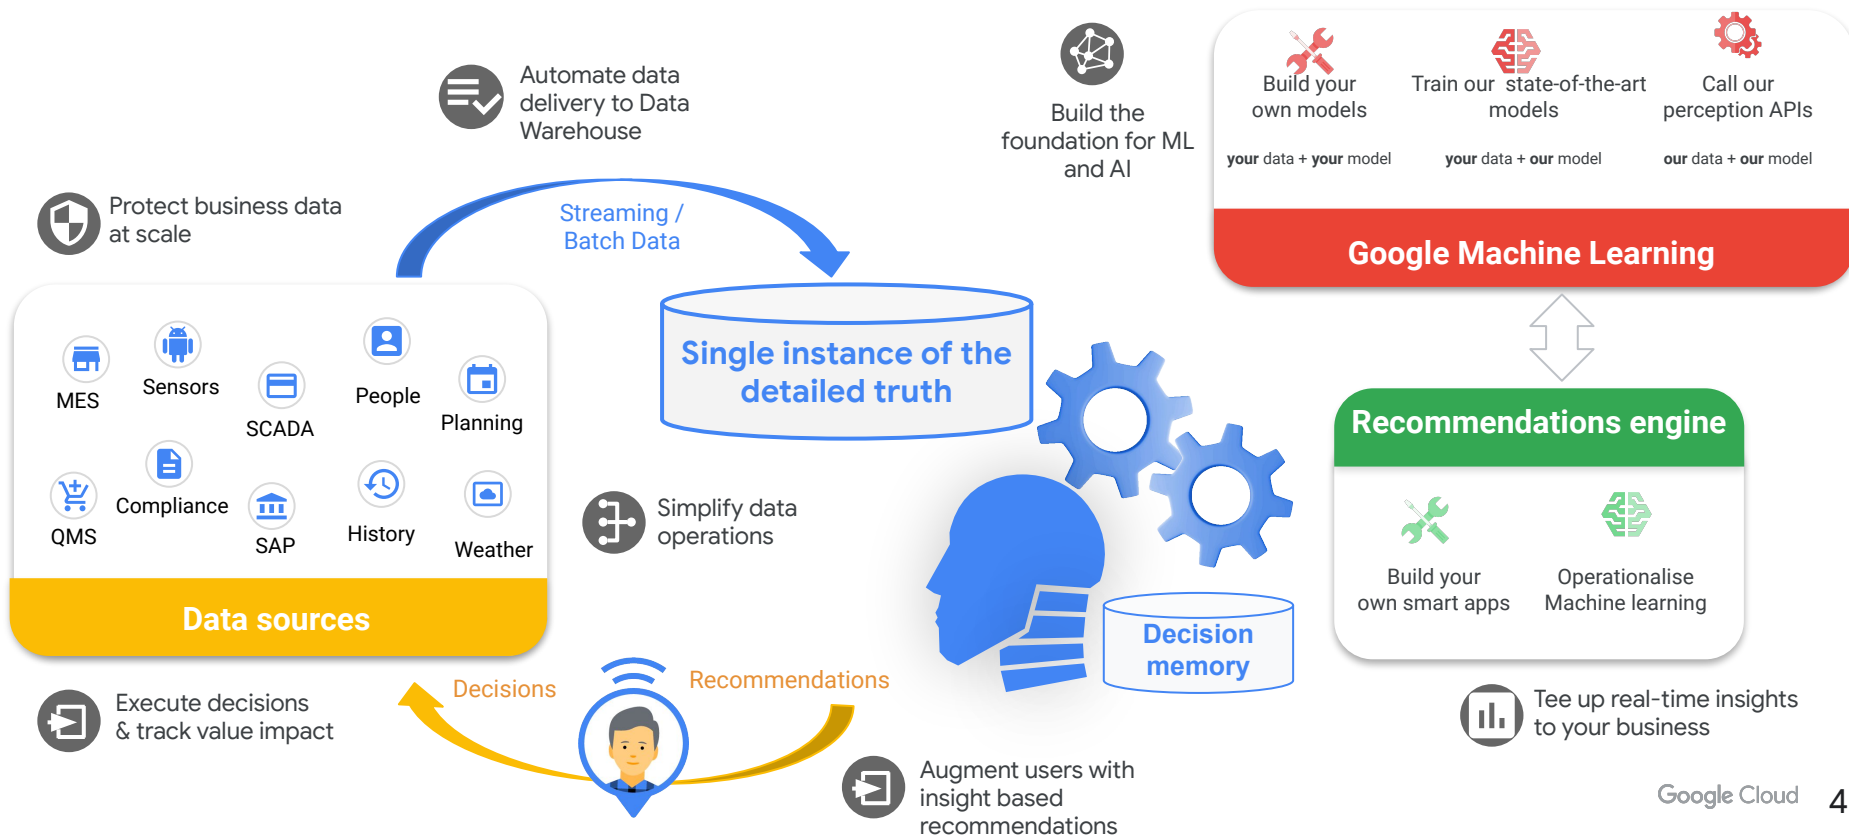 Automate data
delivery to Data
Warehouse
Build the
foundation for ML
and AI
Build your
own models
your data + your model
Train our state-of-the-art
models
your data + our model
Call our
perception APIs
our data + our model
Google Machine Learning
Protect business data
at scale
Streaming /
Batch Data
MES
Sensors
SCADA
People
Planning
QMS
Compliance
SAP
History
Weather
Data sources
Single instance of the
detailed truth
Simplify data
operations
Decision
memory
Recommendations engine
Build your
own smart apps
Operationalise
Machine learning
Execute decisions
& track value impact
Decisions
Recommendations
Augment users with
insight based
recommendations
Tee up real-time insights
to your business
Google Cloud
4